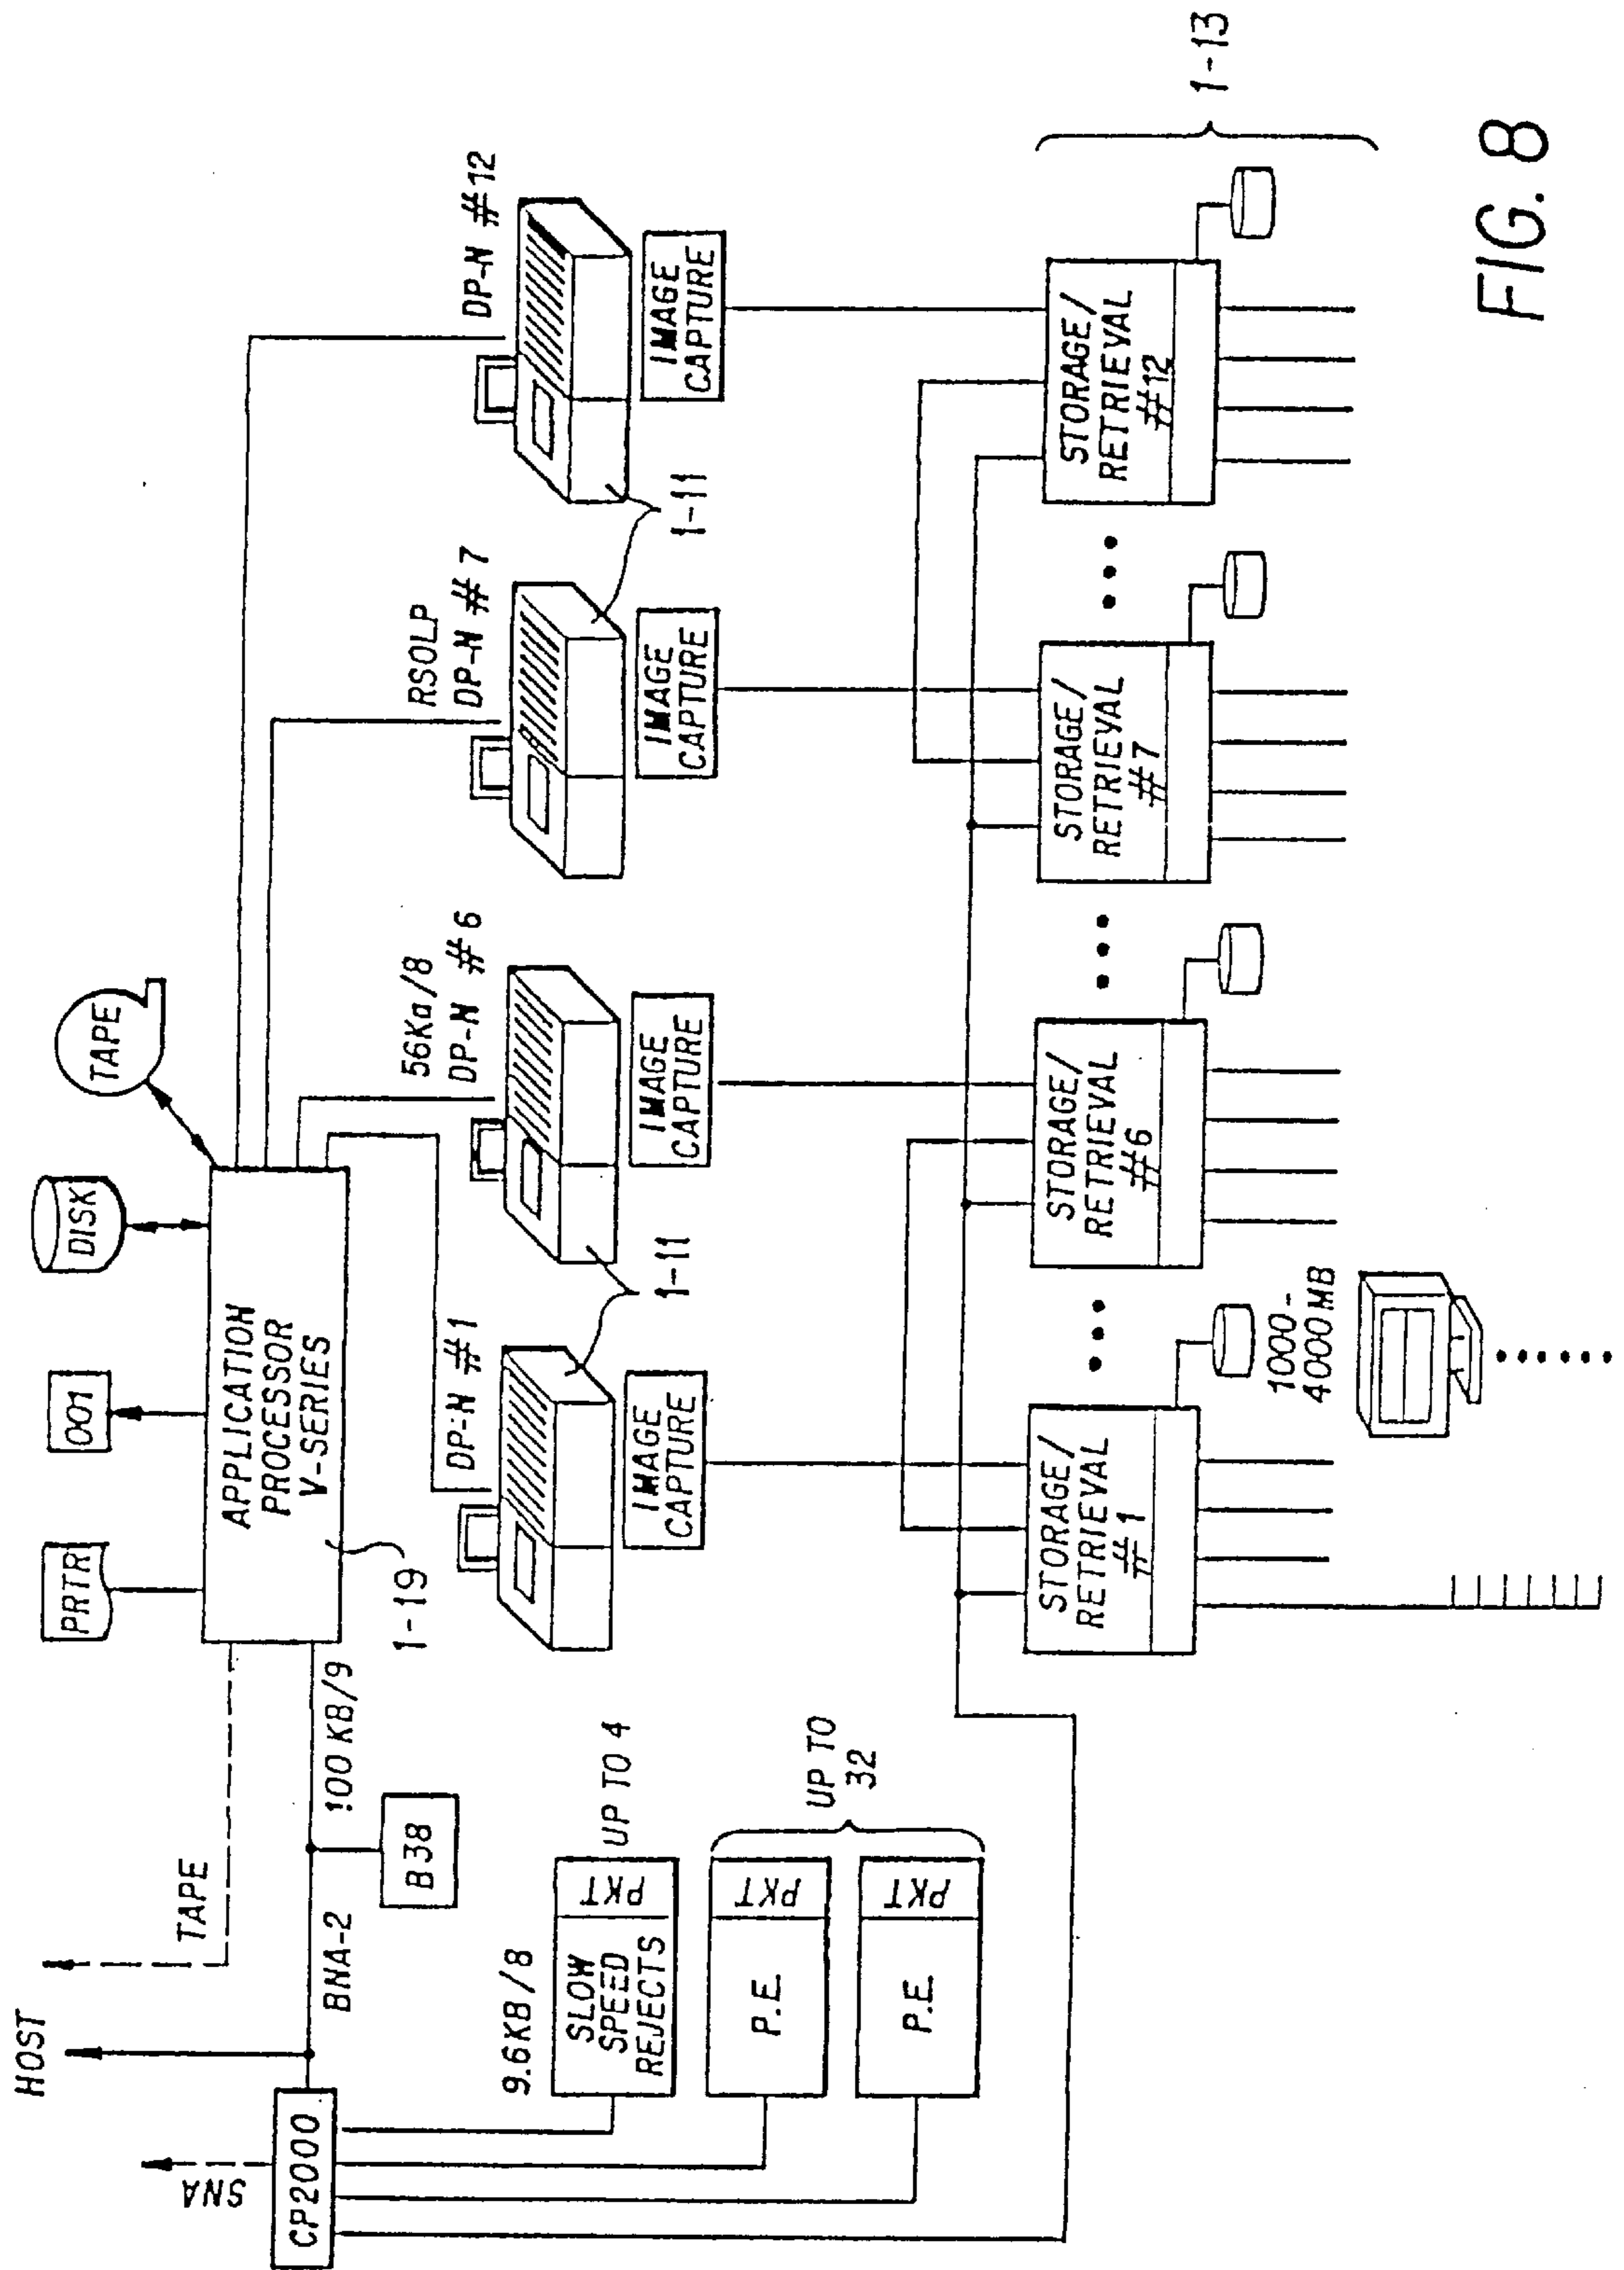 HOST
TAPE
SNA
CP2000
BNA-2
100 KB/9
B38
PRTR
001
DISK
TAPE
APPLICATION
PROCESSOR
V-SERIES
1-19
9.6KB/8
SLOW
SPEED
REJECTS
PKT
UP TO 4
P.E.
PKT
P.E.
PKT
UP TO
32
DP-N #1
56Ka/8
DP-N #6
RSOLP
DP-N #7
DP-N #12
1-11
1-11
IMAGE
CAPTURE
IMAGE
CAPTURE
IMAGE
CAPTURE
IMAGE
CAPTURE
STORAGE/
RETRIEVAL
#1
STORAGE/
RETRIEVAL
#6
STORAGE/
RETRIEVAL
#7
STORAGE/
RETRIEVAL
#12
1000-
4000MB
1-13
FIG. 8